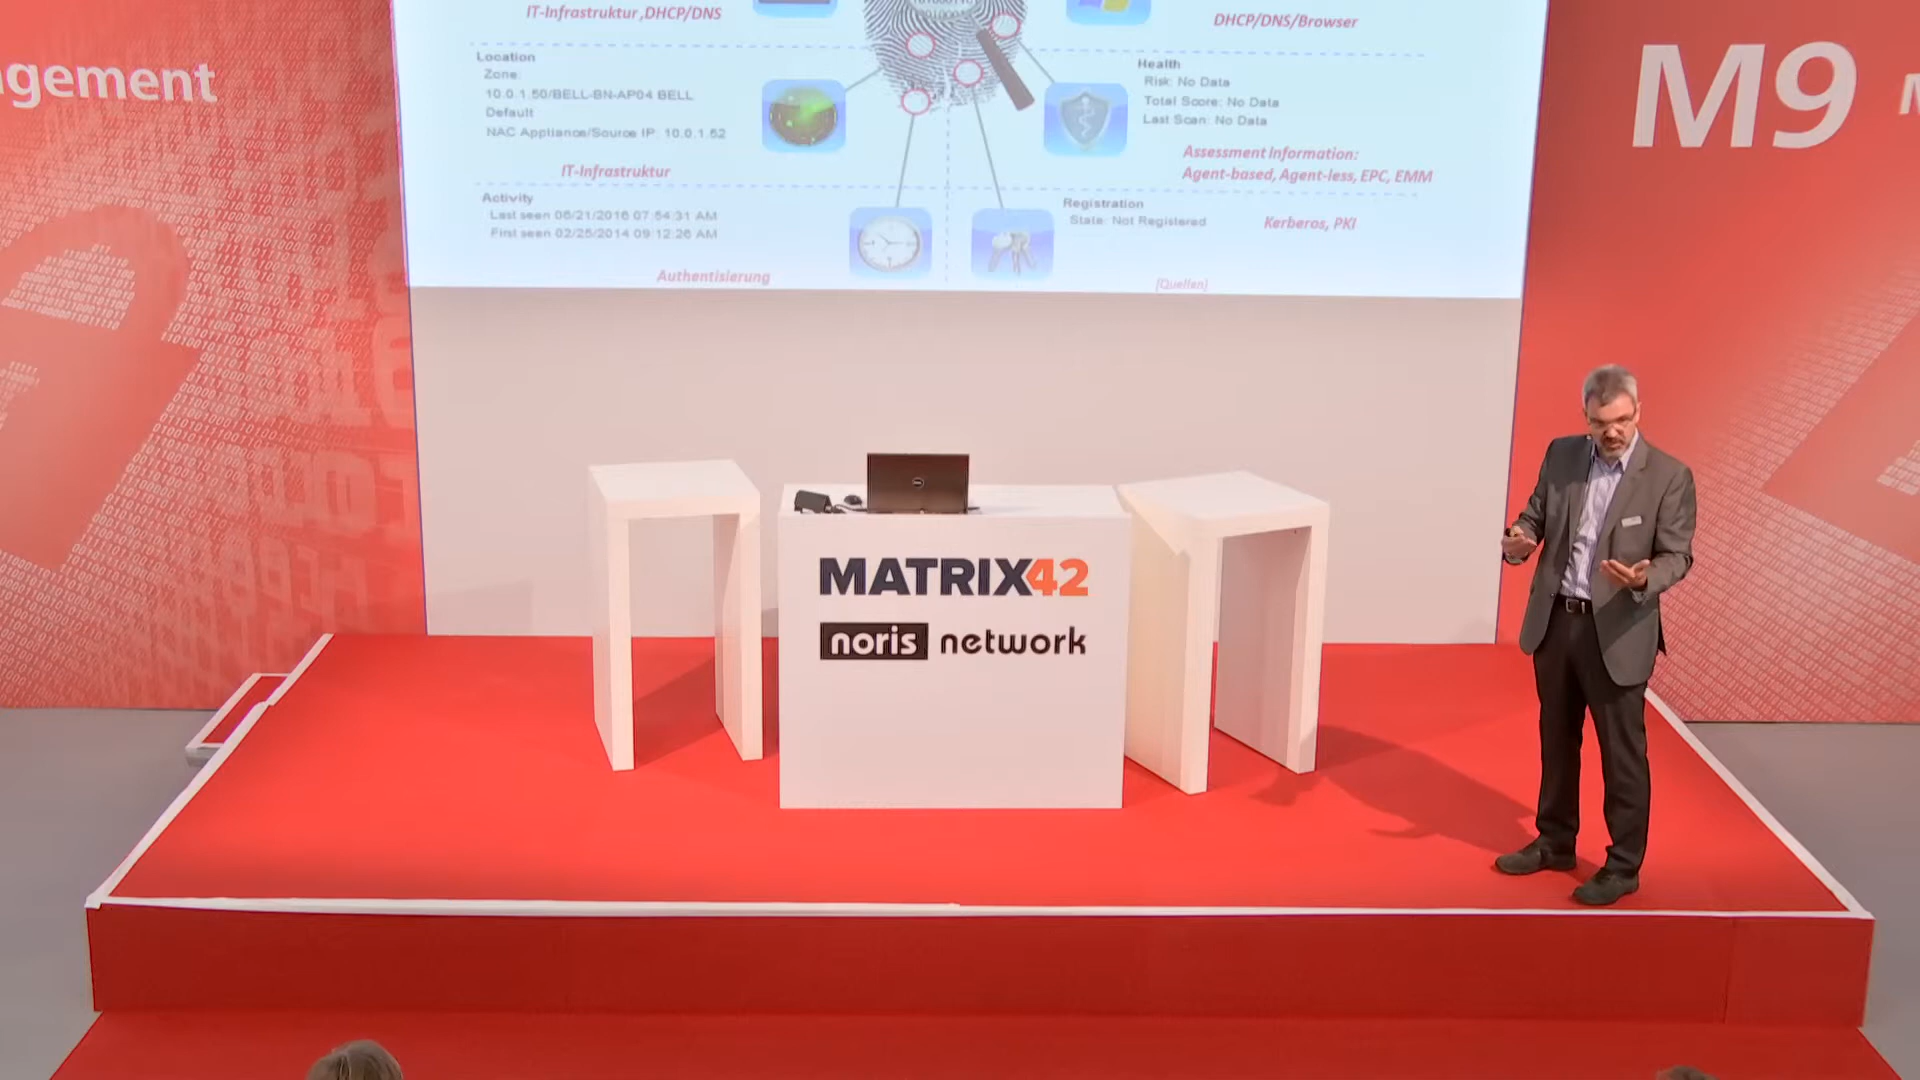 IT-Infrastruktur ,DHCP/DNS
DHCP/DNS/Browser
Location
Zone:
10.0.1.50/BELL-BN-AP04 BELL
Default
NAC Appliance/Source IP: 10.0.1.52
IT-Infrastruktur
Health
Risk: No Data
Total Score: No Data
Last Scan: No Data
Assessment Information:
Agent-based, Agent-less, EPC, EMM
Activity
Last seen 06/21/2016 07:54:31 AM
First seen 02/25/2014 09:12:26 AM
Authentisierung
Registration
State: Not Registered
Kerberos, PKI
[Quellen]
gement
M9
MATRIX42
noris network